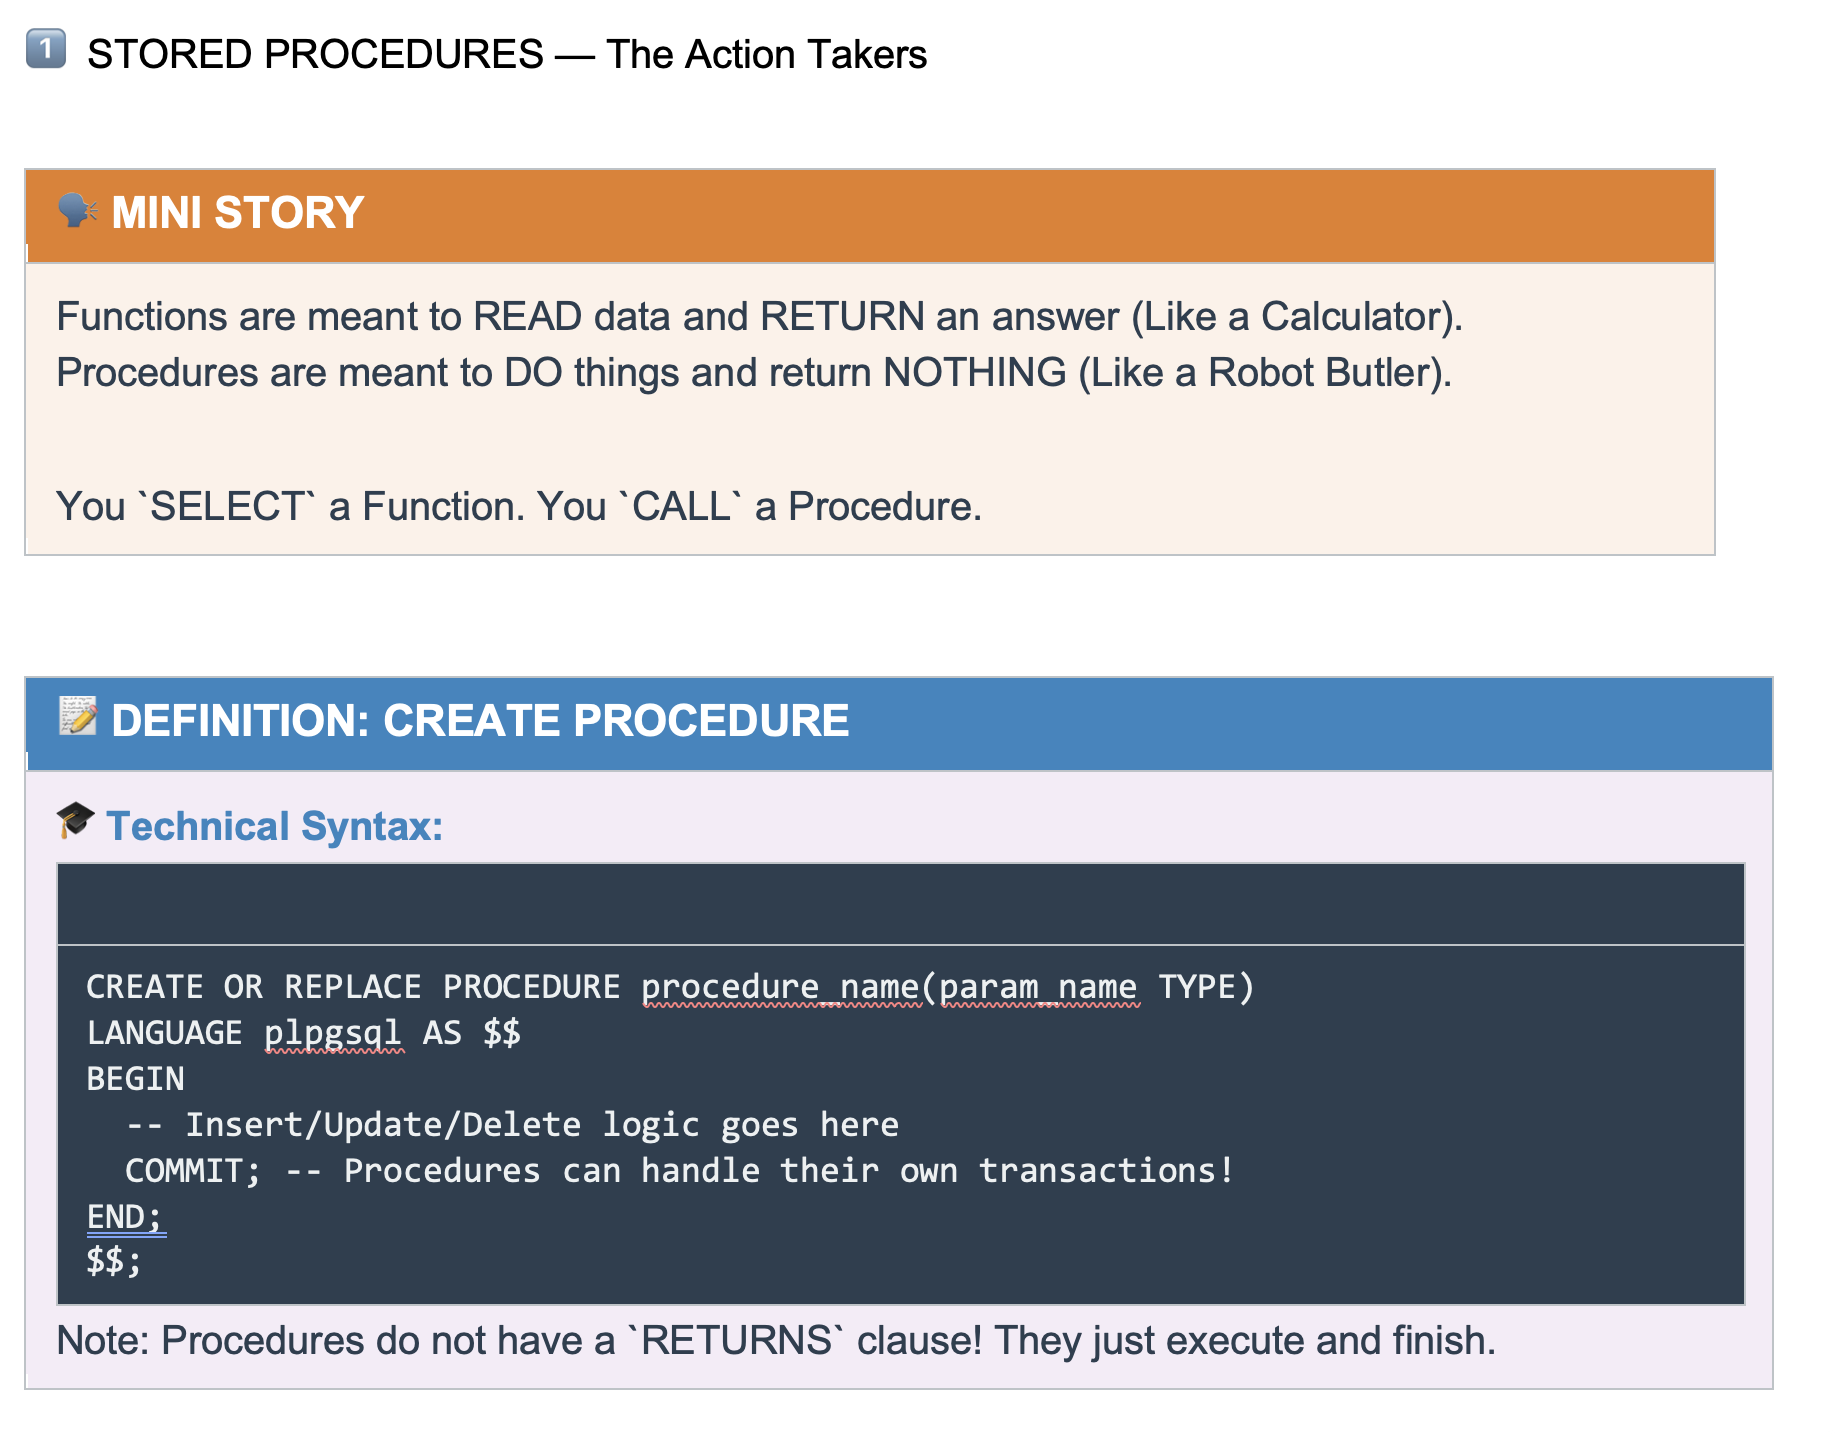 1 STORED PROCEDURES — The Action Takers
MINI STORY
Functions are meant to READ data and RETURN an answer (Like a Calculator).
Procedures are meant to DO things and return NOTHING (Like a Robot Butler).
You `SELECT` a Function. You `CALL` a Procedure.
DEFINITION: CREATE PROCEDURE
Technical Syntax:
CREATE OR REPLACE PROCEDURE procedure_name(param_name TYPE)
LANGUAGE plpgsql AS $$
BEGIN
  -- Insert/Update/Delete logic goes here
  COMMIT; -- Procedures can handle their own transactions!
END;
$$;
Note: Procedures do not have a `RETURNS` clause! They just execute and finish.